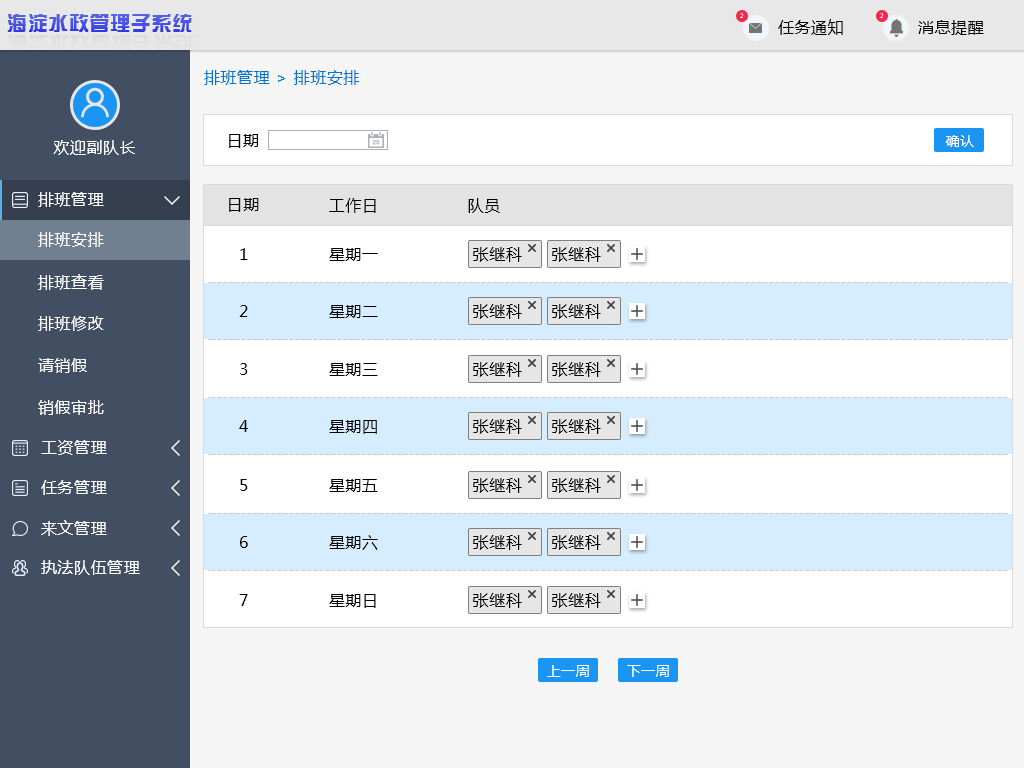 海淀水政管理子系统
2 任务通知
2 消息提醒
欢迎副队长
排班管理
排班安排
排班查看
排班修改
请销假
销假审批
工资管理
任务管理
来文管理
执法队伍管理
排班管理 > 排班安排
日期 25 确认
日期 工作日 队员
1 星期一 张继科 × 张继科 × +
2 星期二 张继科 × 张继科 × +
3 星期三 张继科 × 张继科 × +
4 星期四 张继科 × 张继科 × +
5 星期五 张继科 × 张继科 × +
6 星期六 张继科 × 张继科 × +
7 星期日 张继科 × 张继科 × +
上一周 下一周